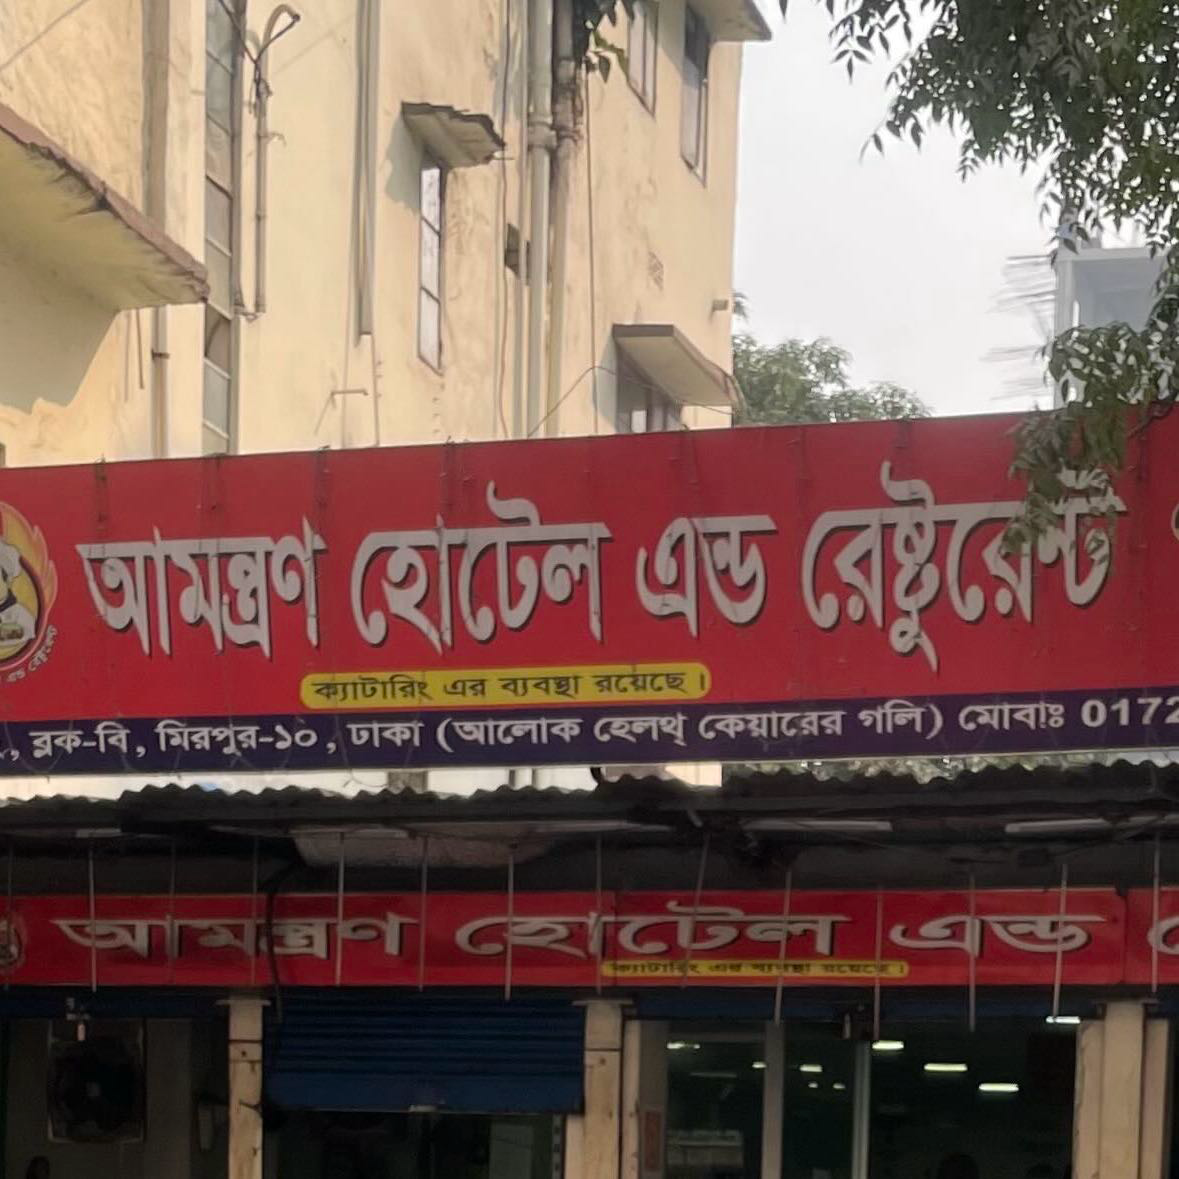 আমন্ত্রণ হোটেল এন্ড রেষ্টুরেন্ট
এন্ড রেষ্টুরেন্ট
ক্যাটারিং এর ব্যবস্থা রয়েছে।
, ব্লক-বি, মিরপুর-১০, ঢাকা (আলোক হেলথ্ কেয়ারের গলি) মোবাঃ 0172
আমন্ত্রণ হোটেল এন্ড
ক্যাটারিং এর ব্যবস্থা রয়েছে।